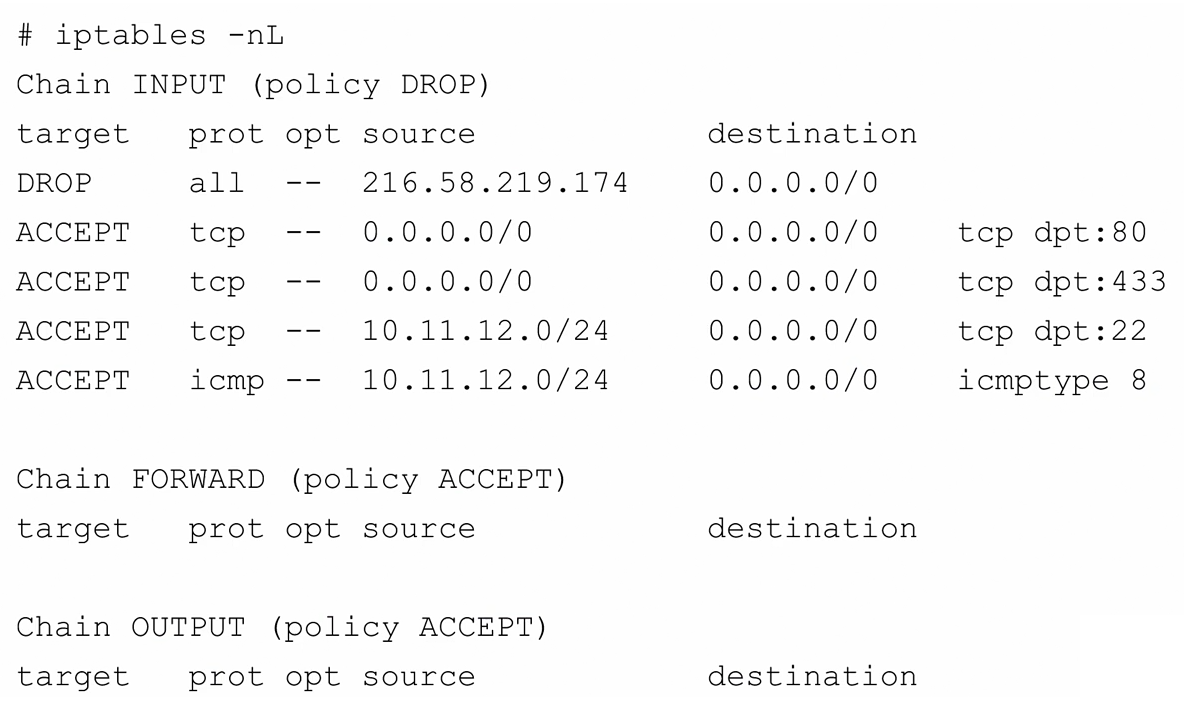 # iptables -nL
Chain INPUT (policy DROP)
target prot opt source destination
DROP all -- 216.58.219.174 0.0.0.0/0
ACCEPT tcp -- 0.0.0.0/0 0.0.0.0/0 tcp dpt:80
ACCEPT tcp -- 0.0.0.0/0 0.0.0.0/0 tcp dpt:433
ACCEPT tcp -- 10.11.12.0/24 0.0.0.0/0 tcp dpt:22
ACCEPT icmp -- 10.11.12.0/24 0.0.0.0/0 icmptype 8
Chain FORWARD (policy ACCEPT)
target prot opt source destination
Chain OUTPUT (policy ACCEPT)
target prot opt source destination